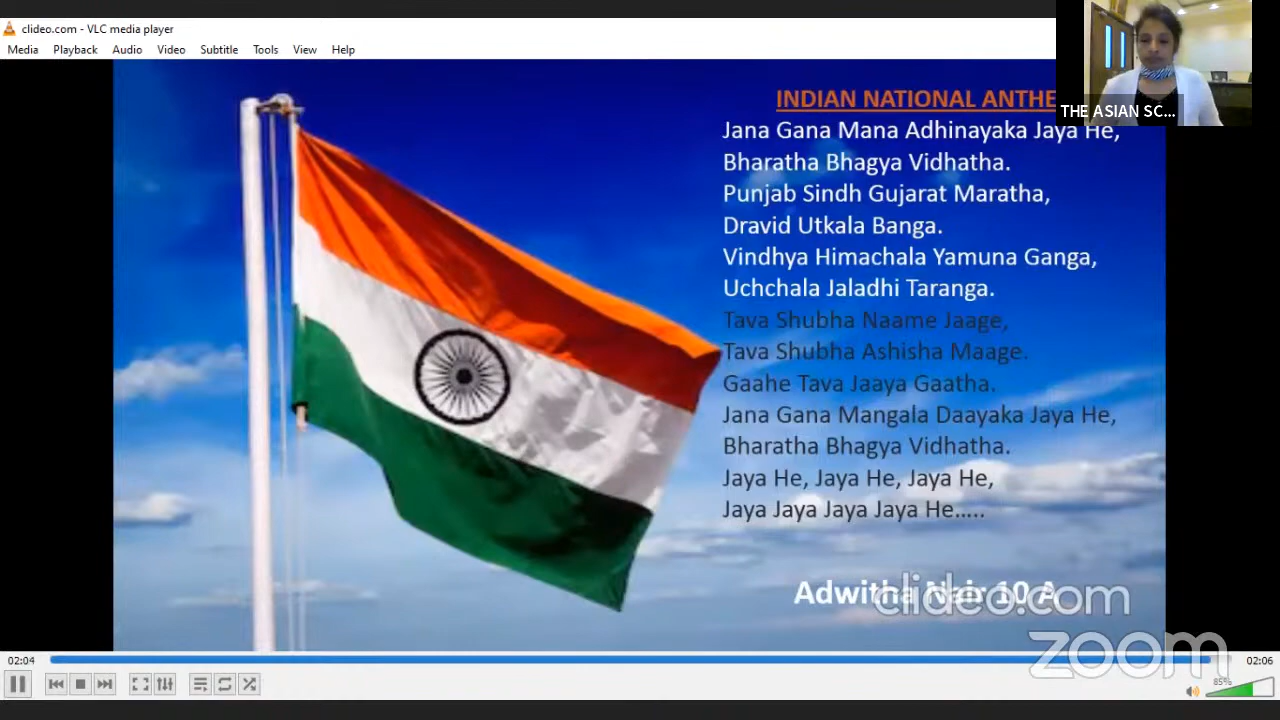 clideo.com - VLC media player
Media Playback Audio Video Subtitle Tools View Help
THE ASIAN SC...
INDIAN NATIONAL ANTHE
Jana Gana Mana Adhinayaka Jaya He,
Bharatha Bhagya Vidhatha.
Punjab Sindh Gujarat Maratha,
Dravid Utkala Banga.
Vindhya Himachala Yamuna Ganga,
Uchchala Jaladhi Taranga.
Tava Shubha Naame Jaage,
Tava Shubha Ashisha Maage.
Gaahe Tava Jaaya Gaatha.
Jana Gana Mangala Daayaka Jaya He,
Bharatha Bhagya Vidhatha.
Jaya He, Jaya He, Jaya He,
Jaya Jaya Jaya Jaya He.....
Adwitha Nair 10 A
clideo.com
zoom
02:04
02:06
85%